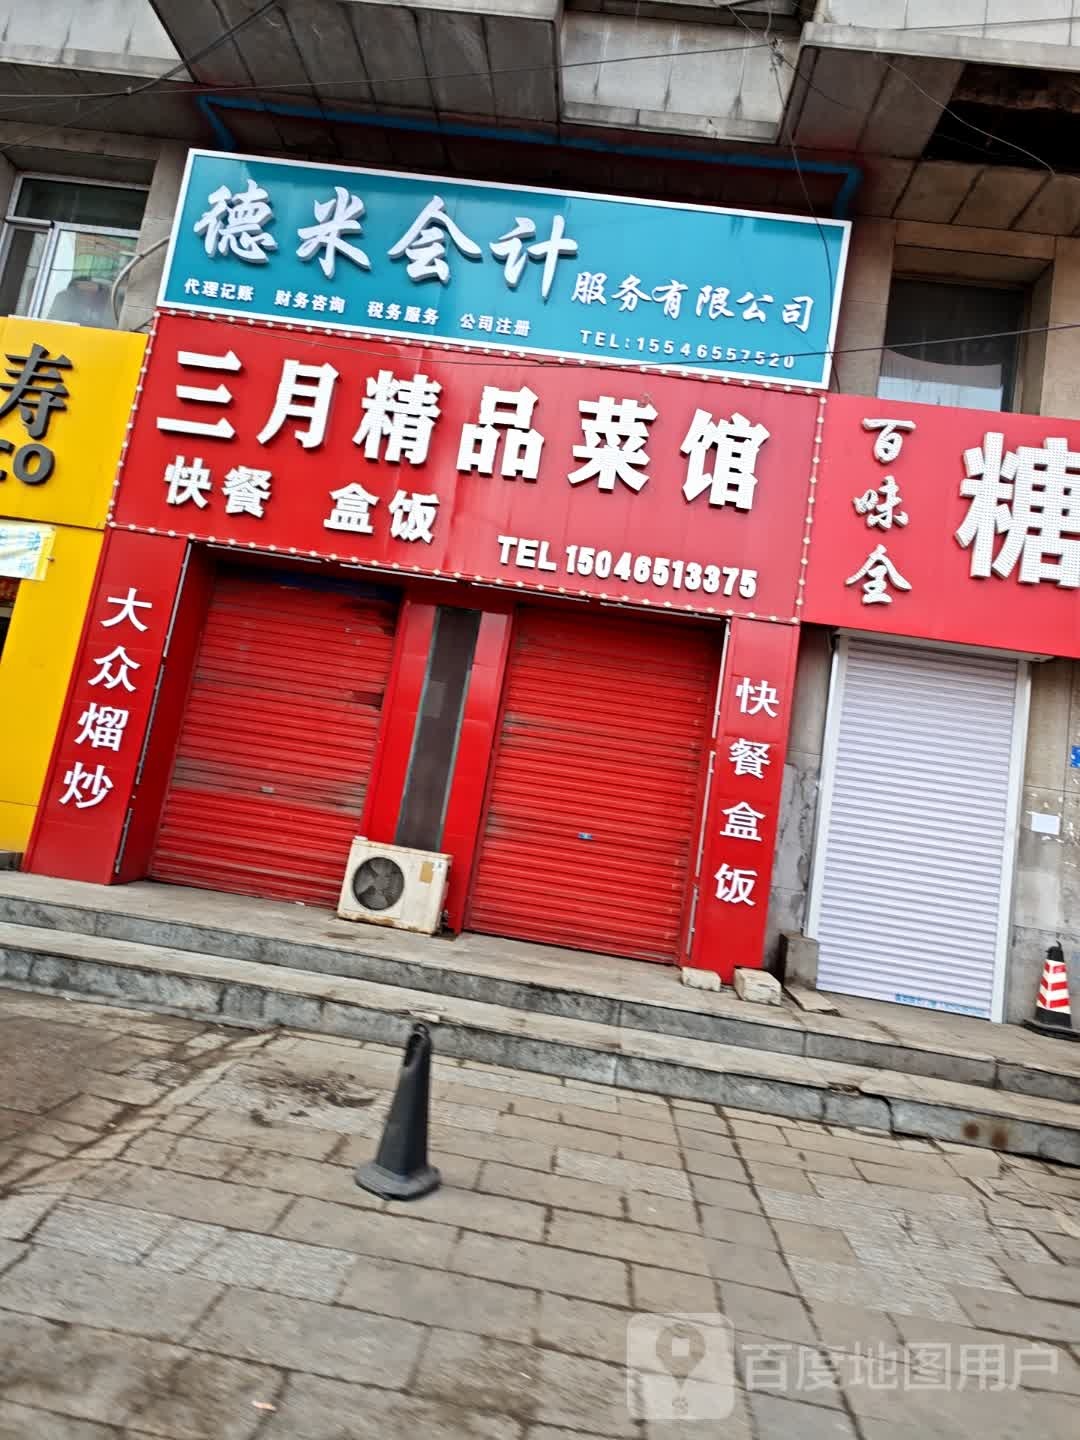 德米会计服务有限公司
代理记账 财务咨询 税务服务 公司注册
TEL:15546557520
三月精品菜馆
快餐 盒饭
TEL 15046513375
大众熘炒
快餐盒饭
寿
co
百味全
糖
百度地图用户